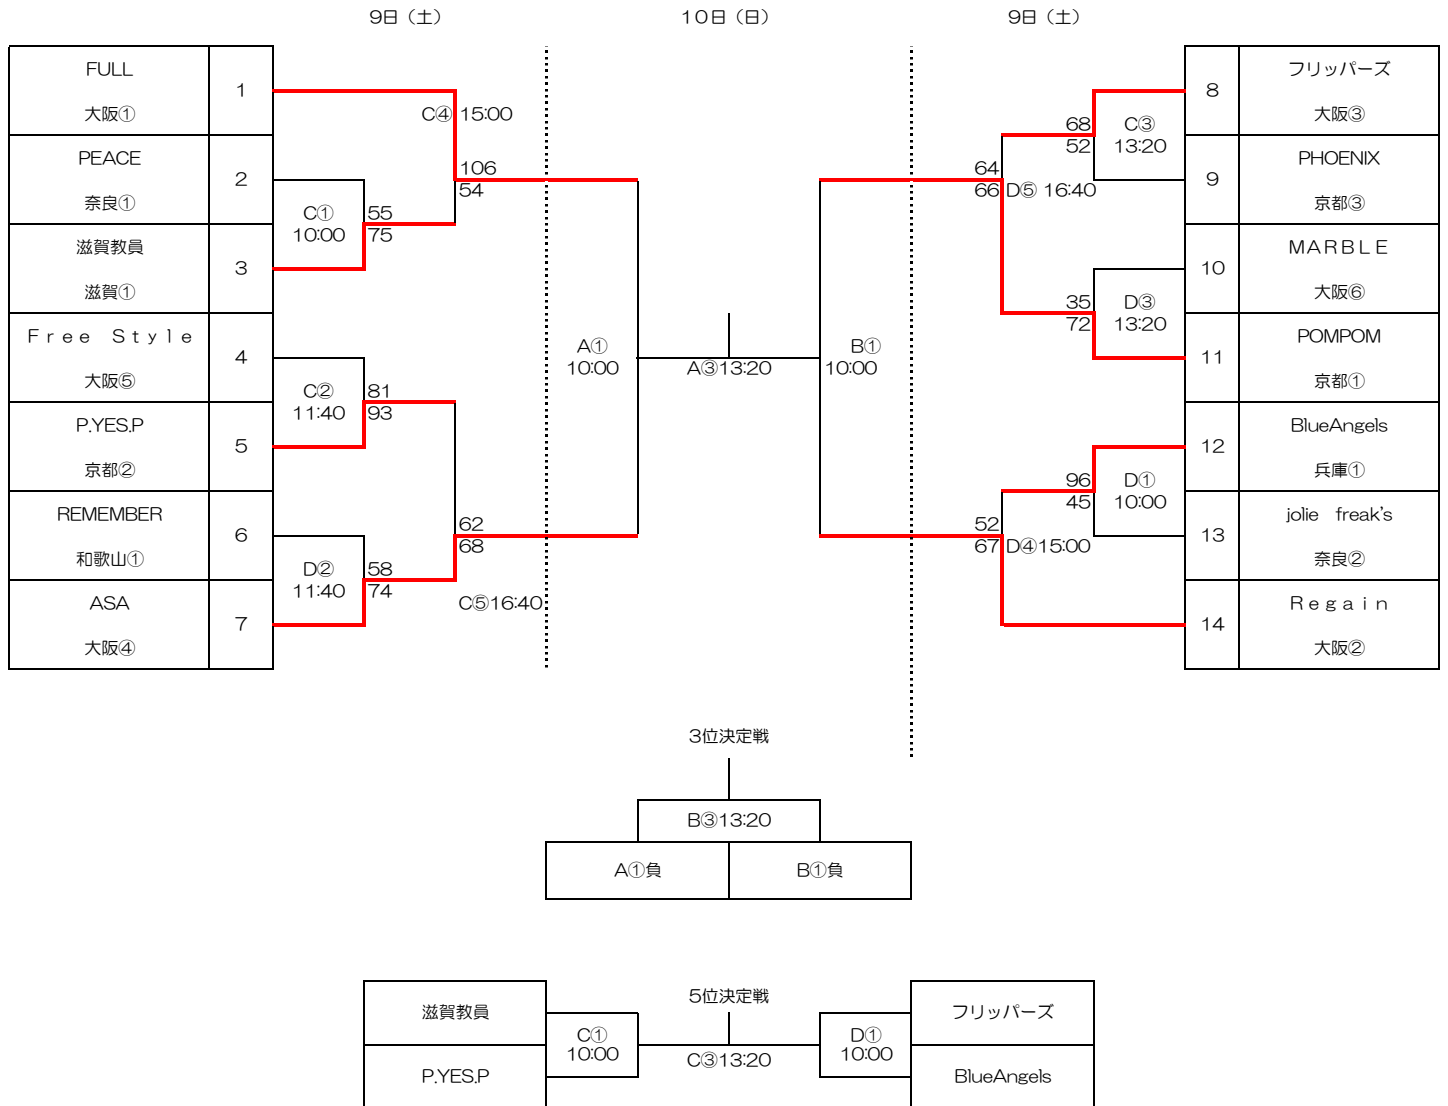 9日（土）
10日（日）
9日（土）
FULL
大阪①
1
PEACE
奈良①
2
滋賀教員
滋賀①
3
Ｆｒｅｅ　Ｓｔｙｌｅ
大阪⑤
4
P.YES.P
京都②
5
REMEMBER
和歌山①
6
ASA
大阪④
7
C④ 15:00
106
54
C①
10:00
55
75
C②
11:40
81
93
62
68
D②
11:40
58
74
C⑤16:40
A①
10:00
A③13:20
B①
10:00
64
66
D⑤ 16:40
68
52
C③
13:20
35
72
D③
13:20
96
45
D①
10:00
52
67
D④15:00
8
フリッパーズ
大阪③
9
PHOENIX
京都③
10
ＭＡＲＢＬＥ
大阪⑥
11
POMPOM
京都①
12
BlueAngels
兵庫①
13
jolie　freak's
奈良②
14
Ｒｅｇａｉｎ
大阪②
3位決定戦
B③13:20
A①負
B①負
5位決定戦
滋賀教員
P.YES.P
C①
10:00
C③13:20
D①
10:00
フリッパーズ
BlueAngels